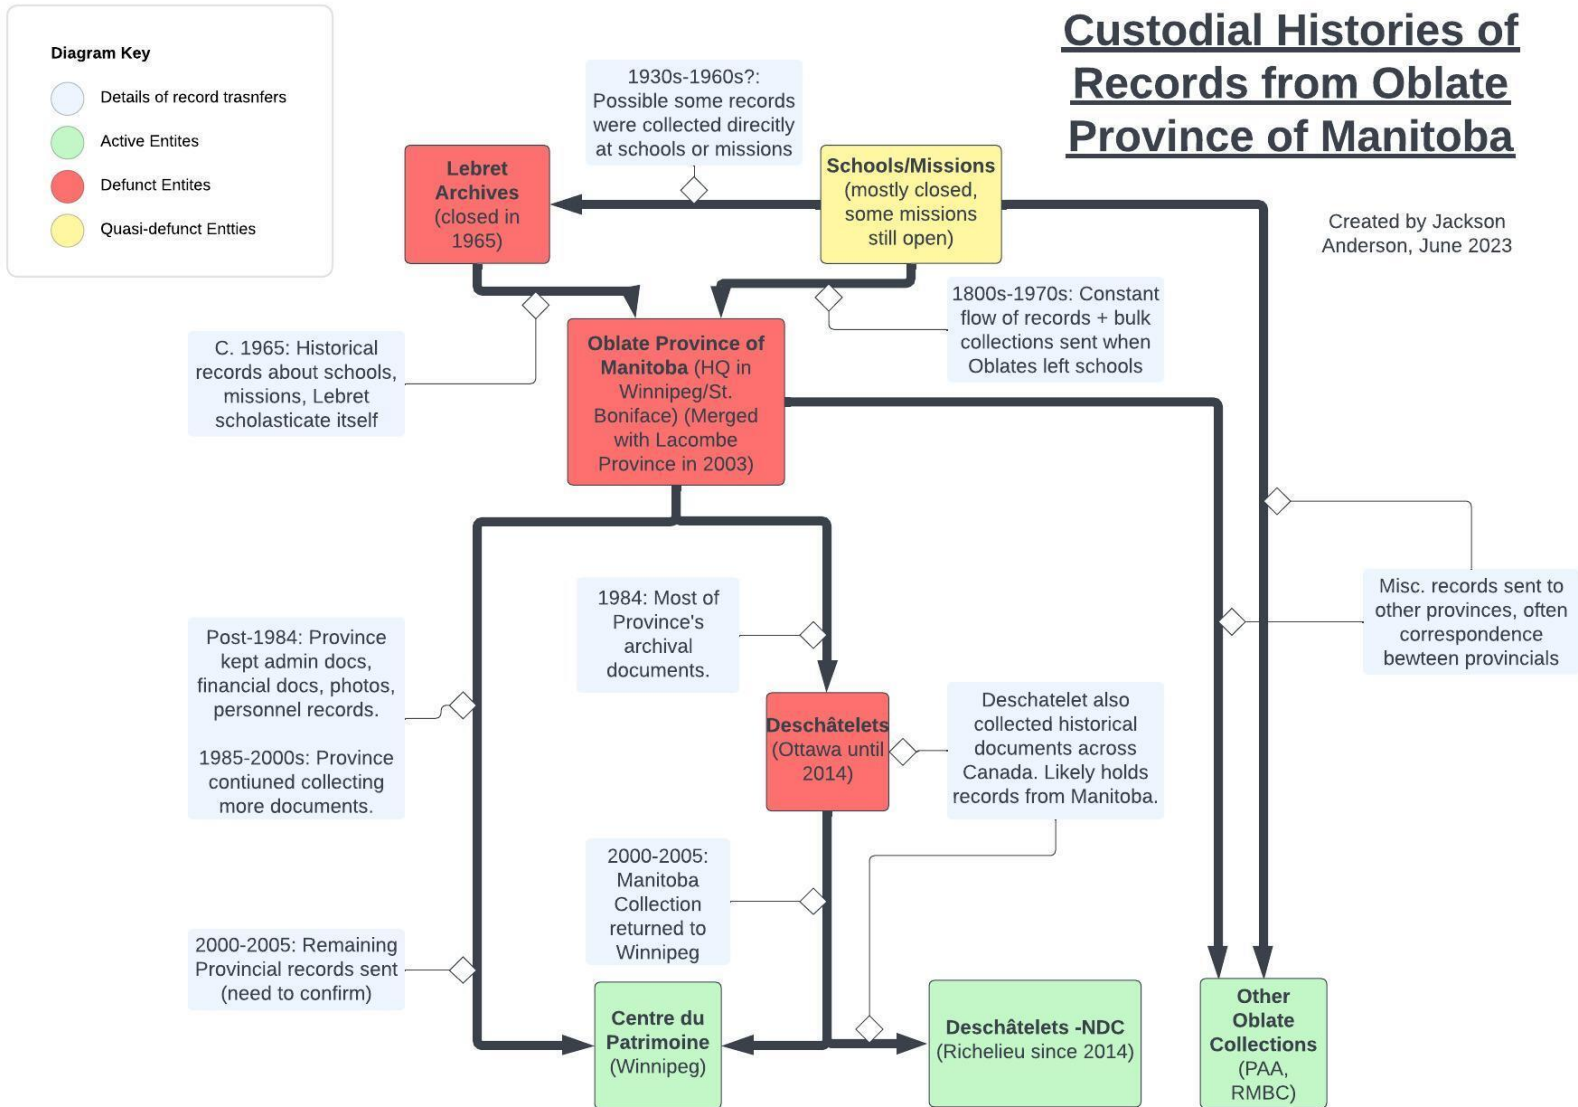 Custodial Histories of
Records from Oblate
Province of Manitoba
Created by Jackson
Anderson, June 2023
Diagram Key
Details of record trasnfers
Active Entites
Defunct Entites
Quasi-defunct Entties
1930s-1960s?:
Possible some records
were collected direcitly
at schools or missions
Lebret
Archives
(closed in
1965)
Schools/Missions
(mostly closed,
some missions
still open)
C. 1965: Historical
records about schools,
missions, Lebret
scholasticate itself
Oblate Province of
Manitoba (HQ in
Winnipeg/St.
Boniface) (Merged
with Lacombe
Province in 2003)
1800s-1970s: Constant
flow of records + bulk
collections sent when
Oblates left schools
Misc. records sent to
other provinces, often
correspondence
bewteen provincials
Post-1984: Province
kept admin docs,
financial docs, photos,
personnel records.
1985-2000s: Province
contiuned collecting
more documents.
1984: Most of
Province's
archival
documents.
Deschâtelets
(Ottawa until
2014)
Deschatelet also
collected historical
documents across
Canada. Likely holds
records from Manitoba.
2000-2005:
Manitoba
Collection
returned to
Winnipeg
2000-2005: Remaining
Provincial records sent
(need to confirm)
Centre du
Patrimoine
(Winnipeg)
Deschâtelets -NDC
(Richelieu since 2014)
Other
Oblate
Collections
(PAA,
RMBC)